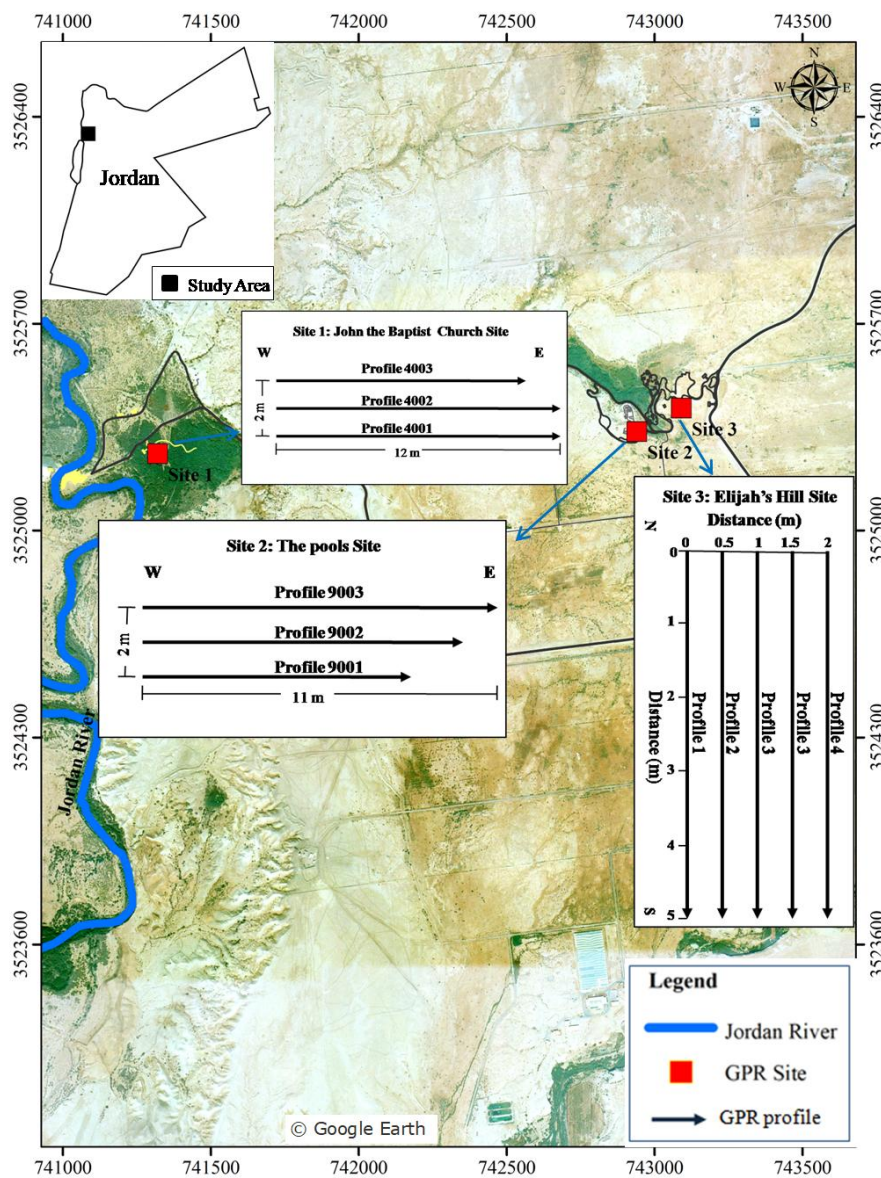 741000 741500 742000 742500 743000 743500
3526400
3525700
3525000
3524300
3523600
3526400
3525700
3525000
3524300
3523600
N
W E
S
Jordan
Study Area
Site 1: John the Baptist Church Site
W E
Profile 4003
Profile 4002
Profile 4001
2 m
12 m
Site 1
Site 2
Site 3
Site 2: The pools Site
W E
Profile 9003
Profile 9002
Profile 9001
2 m
11 m
Site 3: Elijah's Hill Site
Distance (m)
N
0 0.5 1 1.5 2
0
1
2
3
4
5
S
Distance (m)
Profile 1
Profile 2
Profile 3
Profile 3
Profile 4
Jordan River
Legend
Jordan River
GPR Site
GPR profile
© Google Earth
741000 741500 742000 742500 743000 743500